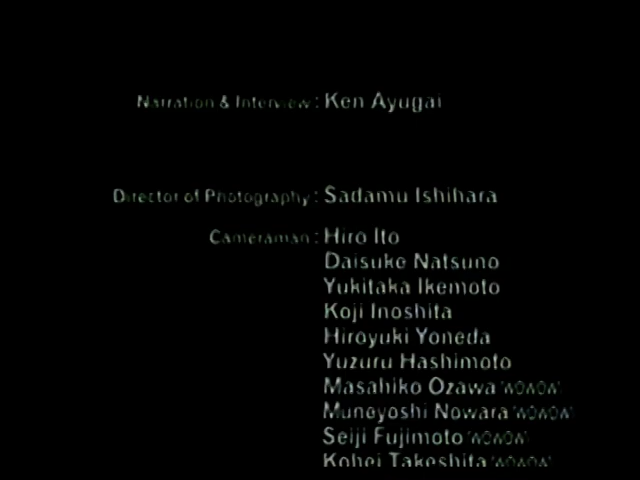 Narration & Interview : Ken Ayugai
Director of Photography : Sadamu Ishihara
Cameraman : Hiro Ito
Daisuke Natsuno
Yukitaka Ikemoto
Koji Inoshita
Hiroyuki Yoneda
Yuzuru Hashimoto
Masahiko Ozawa (WOWOW)
Muneyoshi Nowara (WOWOW)
Seiji Fujimoto (WOWOW)
Kohei Takeshita (WOWOW)